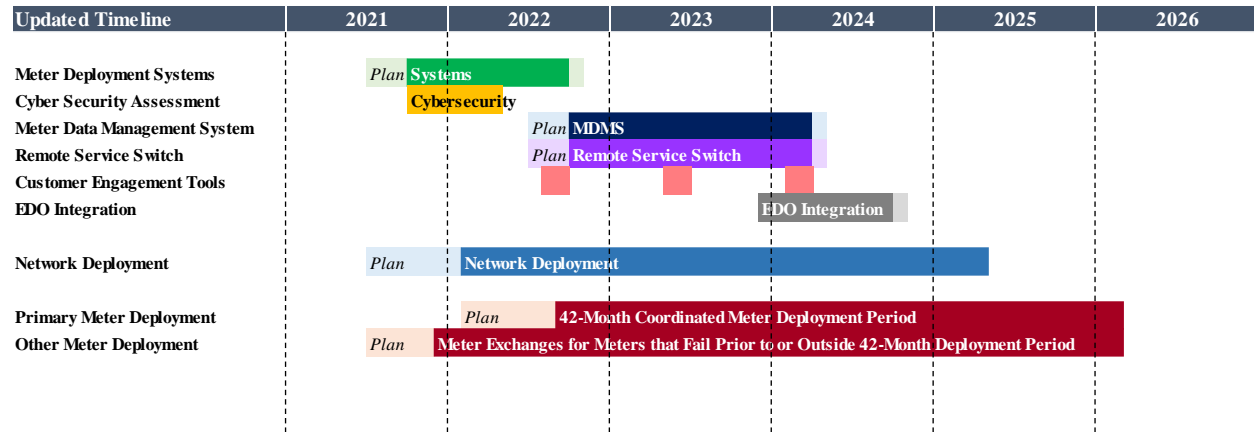 Updated Timeline 2021 2022 2023 2024 2025 2026
Meter Deployment Systems Plan Systems
Cyber Security Assessment Cybersecurity
Meter Data Management System Plan MDMS
Remote Service Switch Plan Remote Service Switch
Customer Engagement Tools
EDO Integration EDO Integration
Network Deployment Plan Network Deployment
Primary Meter Deployment Plan 42-Month Coordinated Meter Deployment Period
Other Meter Deployment Plan Meter Exchanges for Meters that Fail Prior to or Outside 42-Month Deployment Period